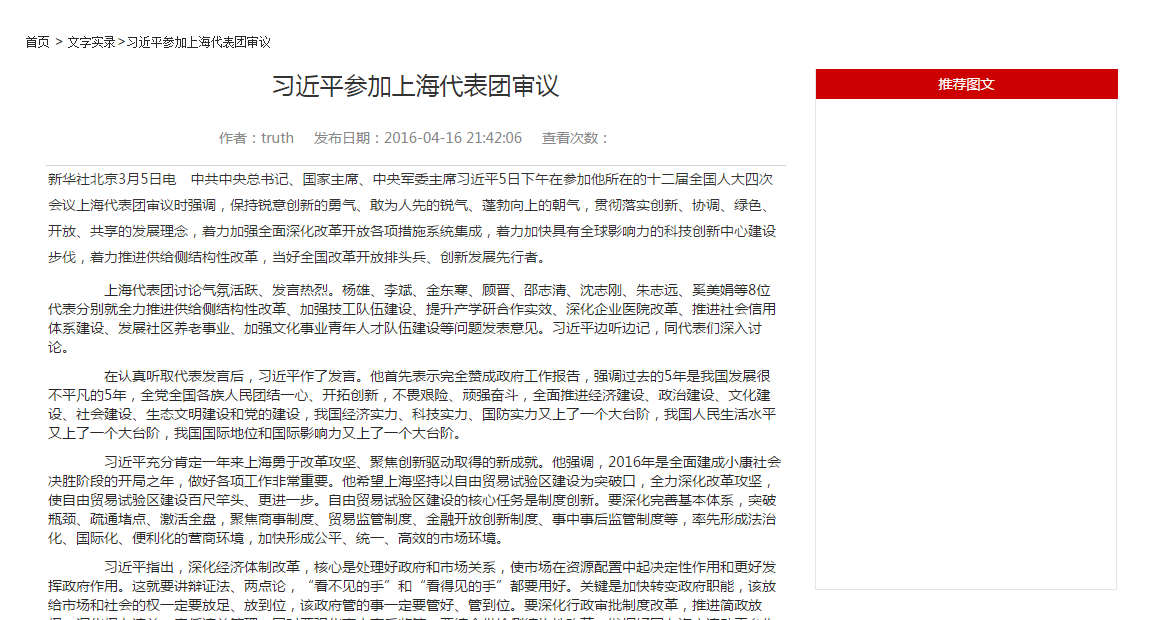 首页 > 文字实录>习近平参加上海代表团审议
习近平参加上海代表团审议
作者：truth 发布日期：2016-04-16 21:42:06 查看次数：
推荐图文
新华社北京3月5日电 中共中央总书记、国家主席、中央军委主席习近平5日下午在参加他所在的十二届全国人大四次
会议上海代表团审议时强调，保持锐意创新的勇气、敢为人先的锐气、蓬勃向上的朝气，贯彻落实创新、协调、绿色、
开放、共享的发展理念，着力加强全面深化改革开放各项措施系统集成，着力加快具有全球影响力的科技创新中心建设
步伐，着力推进供给侧结构性改革，当好全国改革开放排头兵、创新发展先行者。
上海代表团讨论气氛活跃、发言热烈。杨雄、李斌、金东寒、顾晋、邵志清、沈志刚、朱志远、奚美娟等8位
代表分别就全力推进供给侧结构性改革、加强技工队伍建设、提升产学研合作实效、深化企业医院改革、推进社会信用
体系建设、发展社区养老事业、加强文化事业青年人才队伍建设等问题发表意见。习近平边听边记，同代表们深入讨
论。
在认真听取代表发言后，习近平作了发言。他首先表示完全赞成政府工作报告，强调过去的5年是我国发展很
不平凡的5年，全党全国各族人民团结一心、开拓创新，不畏艰险、顽强奋斗，全面推进经济建设、政治建设、文化建
设、社会建设、生态文明建设和党的建设，我国经济实力、科技实力、国防实力又上了一个大台阶，我国人民生活水平
又上了一个大台阶，我国国际地位和国际影响力又上了一个大台阶。
习近平充分肯定一年来上海勇于改革攻坚、聚焦创新驱动取得的新成就。他强调，2016年是全面建成小康社会
决胜阶段的开局之年，做好各项工作非常重要。他希望上海坚持以自由贸易试验区建设为突破口，全力深化改革攻坚，
使自由贸易试验区建设百尺竿头、更进一步。自由贸易试验区建设的核心任务是制度创新。要深化完善基本体系，突破
瓶颈、疏通堵点、激活全盘，聚焦商事制度、贸易监管制度、金融开放创新制度、事中事后监管制度等，率先形成法治
化、国际化、便利化的营商环境，加快形成公平、统一、高效的市场环境。
习近平指出，深化经济体制改革，核心是处理好政府和市场关系，使市场在资源配置中起决定性作用和更好发
挥政府作用。这就要讲辩证法、两点论，“看不见的手”和“看得见的手”都要用好。关键是加快转变政府职能，该放
给市场和社会的权一定要放足、放到位，该政府管的事一定要管好、管到位。要深化行政审批制度改革，推进简政放